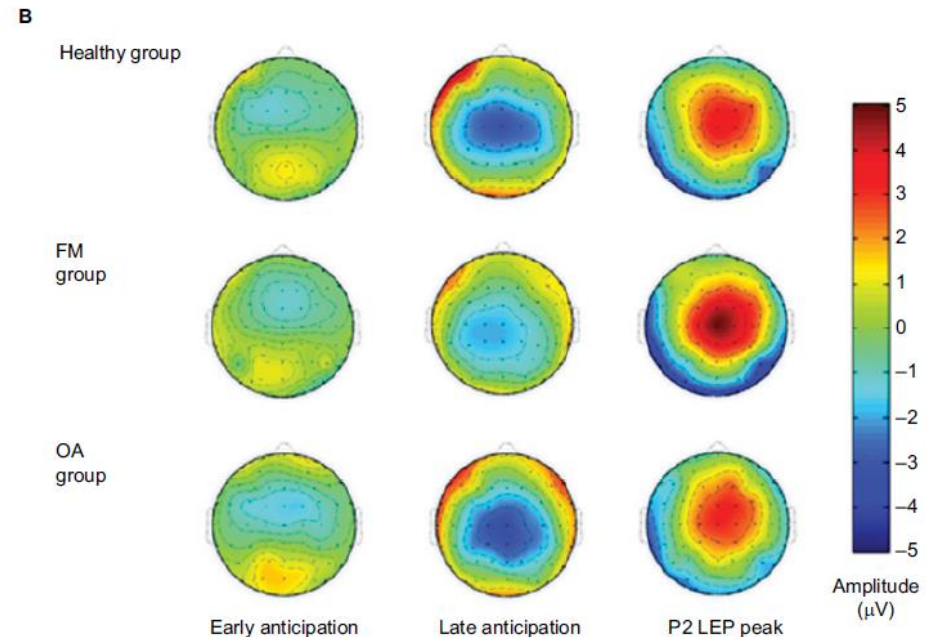 B
Healthy group
FM
group
OA
group
Early anticipation
Late anticipation
P2 LEP peak
5
4
3
2
1
0
–1
–2
–3
–4
–5
Amplitude
(μV)